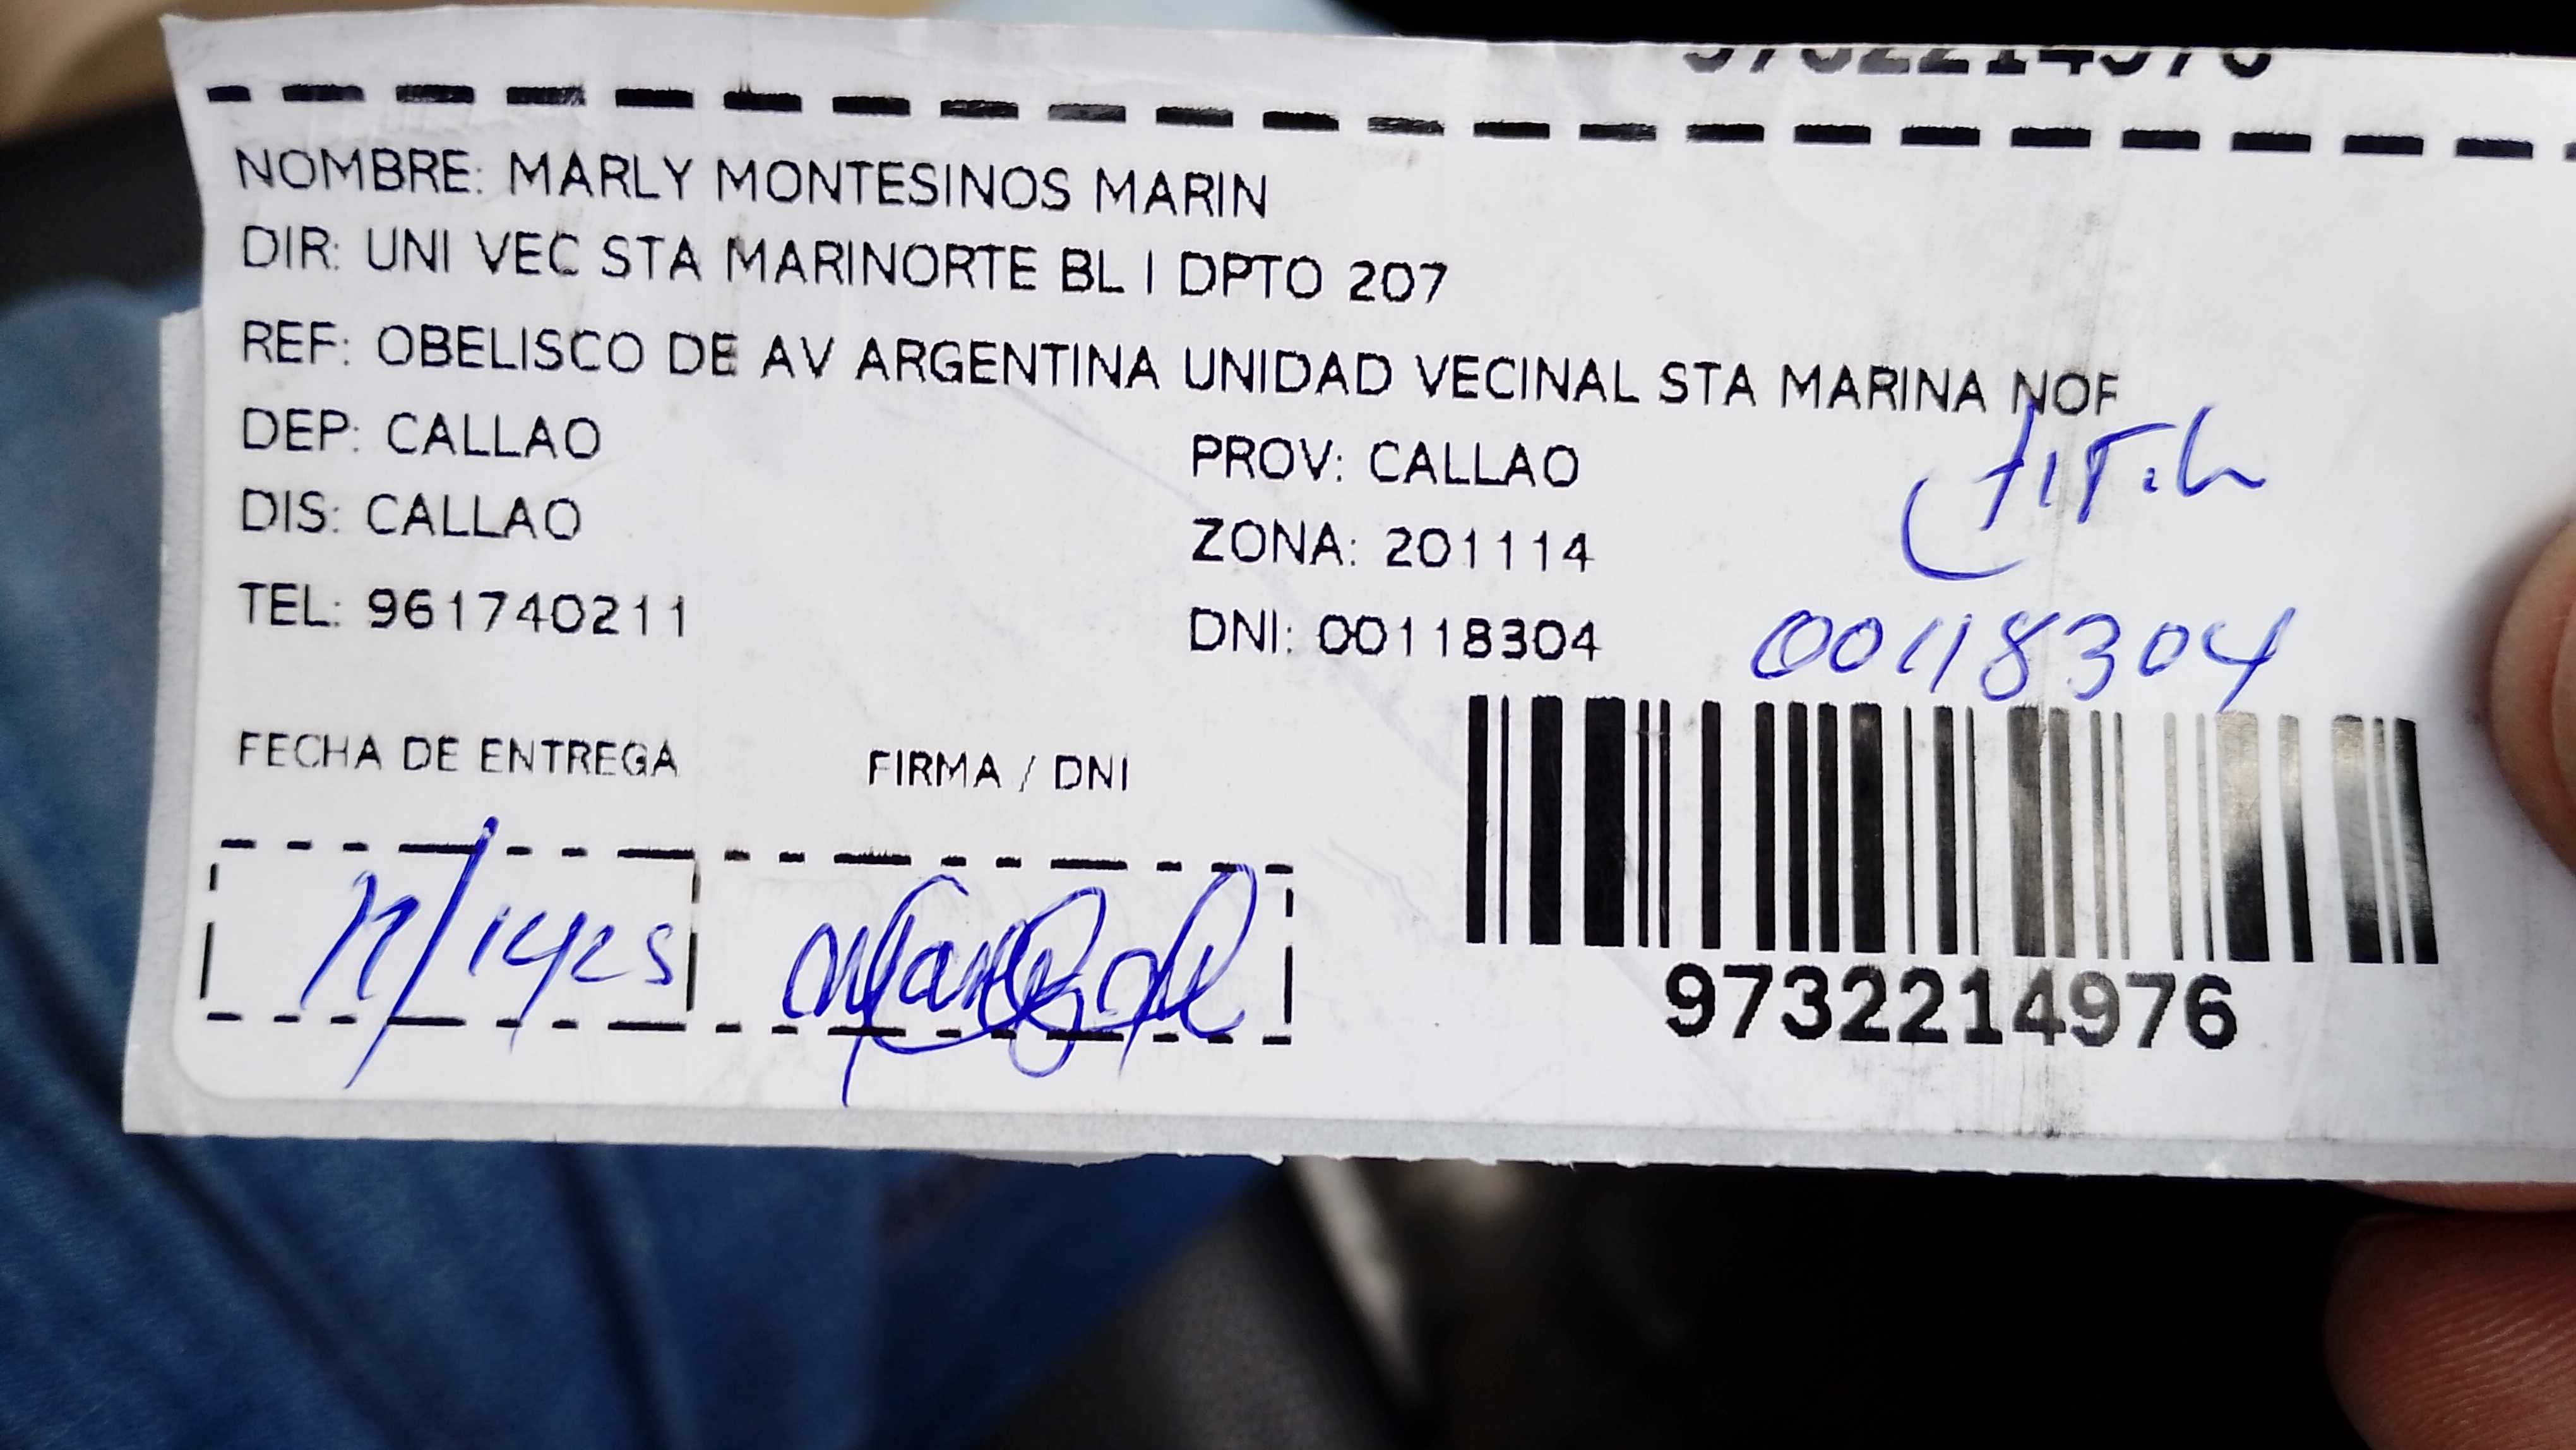 NOMBRE: MARLY MONTESINOS MARIN
DIR: UNI VEC STA MARINORTE BL I DPTO 207
REF: OBELISCO DE AV ARGENTINA UNIDAD VECINAL STA MARINA NOR
DEP: CALLAO
PROV: CALLAO
DIS: CALLAO
ZONA: 201114
TEL: 961740211
DNI: 00118304
00118304
FECHA DE ENTREGA
FIRMA / DNI
9732214976